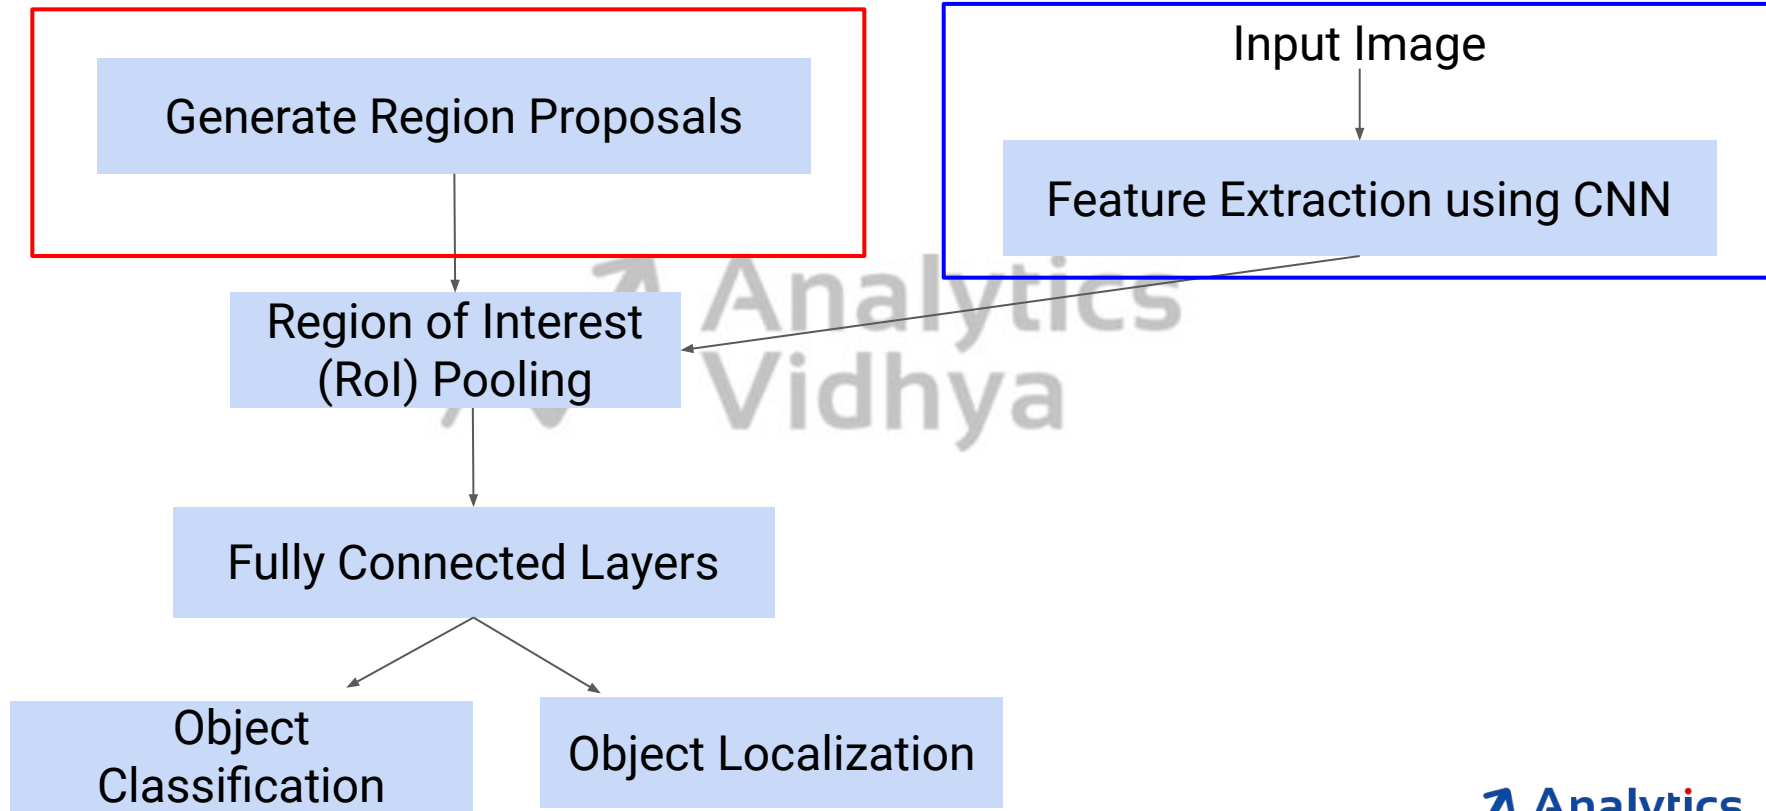 Input Image
Generate Region Proposals
Feature Extraction using CNN
Analytics
Vidhya
Region of Interest
(RoI) Pooling
Fully Connected Layers
Object
Classification
Object Localization
Analytics